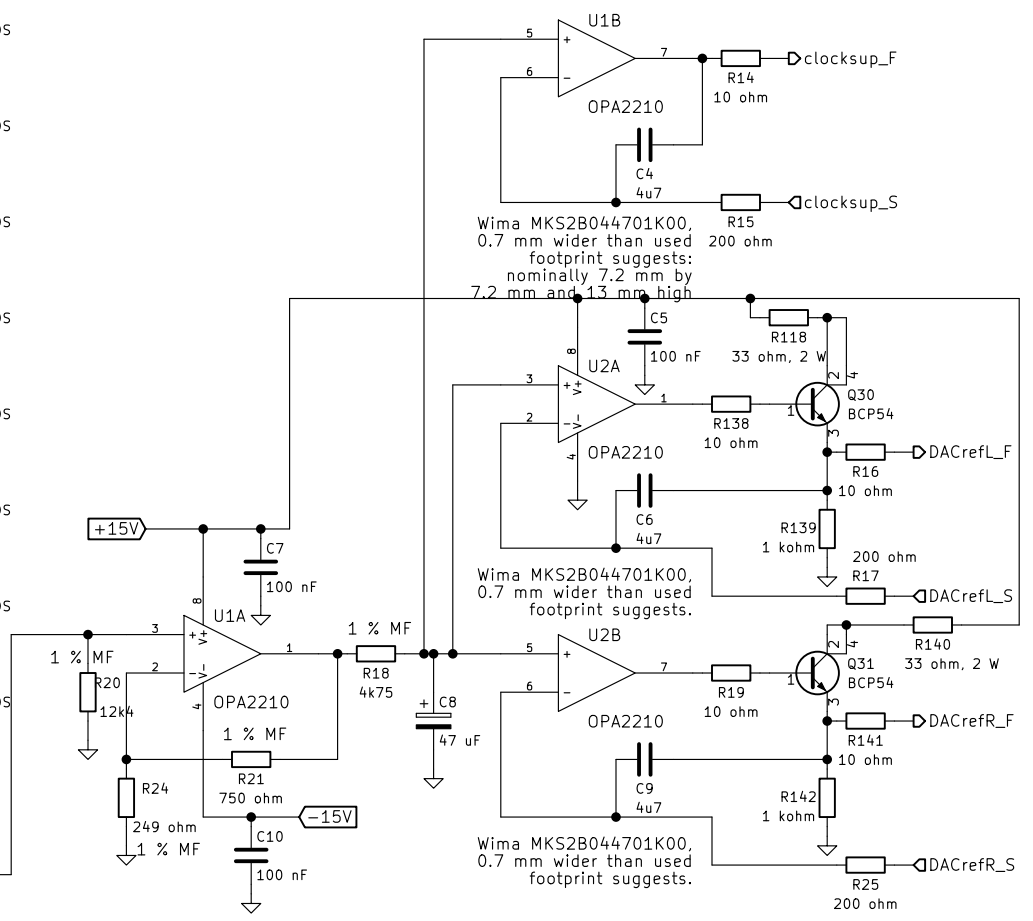 U1B
5
+
7
6
−
clocksup_F
R14
10 ohm
OPA2210
C4
4u7
clocksup_S
Wima MKS2B044701K00,
0.7 mm wider than used
footprint suggests:
nominally 7.2 mm by
7.2 mm and 13 mm high
R15
200 ohm
C5
100 nF
R118
33 ohm, 2 W
8
U2A
3
+
V+
1
2
−
V−
4
OPA2210
R138
10 ohm
1
2
4
3
Q30
BCP54
DACrefL_F
R16
10 ohm
C6
4u7
R139
1 kohm
200 ohm
R17
DACrefL_S
Wima MKS2B044701K00,
0.7 mm wider than used
footprint suggests.
+15V
C7
100 nF
8
U1A
3
+
V+
1
2
−
V−
4
OPA2210
1 % MF
R20
12k4
1 % MF
R18
4k75
1 % MF
R21
750 ohm
R24
249 ohm
1 % MF
−15V
C10
100 nF
+
C8
47 uF
U2B
5
+
7
6
−
OPA2210
R19
10 ohm
1
2
4
3
Q31
BCP54
R140
33 ohm, 2 W
DACrefR_F
R141
10 ohm
C9
4u7
R142
1 kohm
Wima MKS2B044701K00,
0.7 mm wider than used
footprint suggests.
DACrefR_S
R25
200 ohm